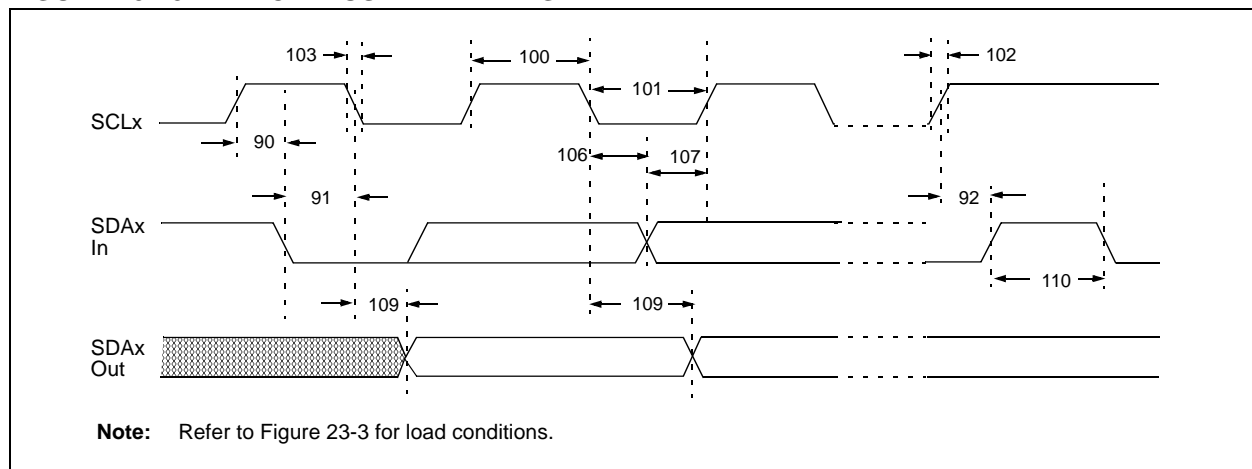 103
100
102
101
SCLx
90
106
107
91
92
SDAx
In
110
109
109
SDAx
Out
Note: Refer to Figure 23-3 for load conditions.